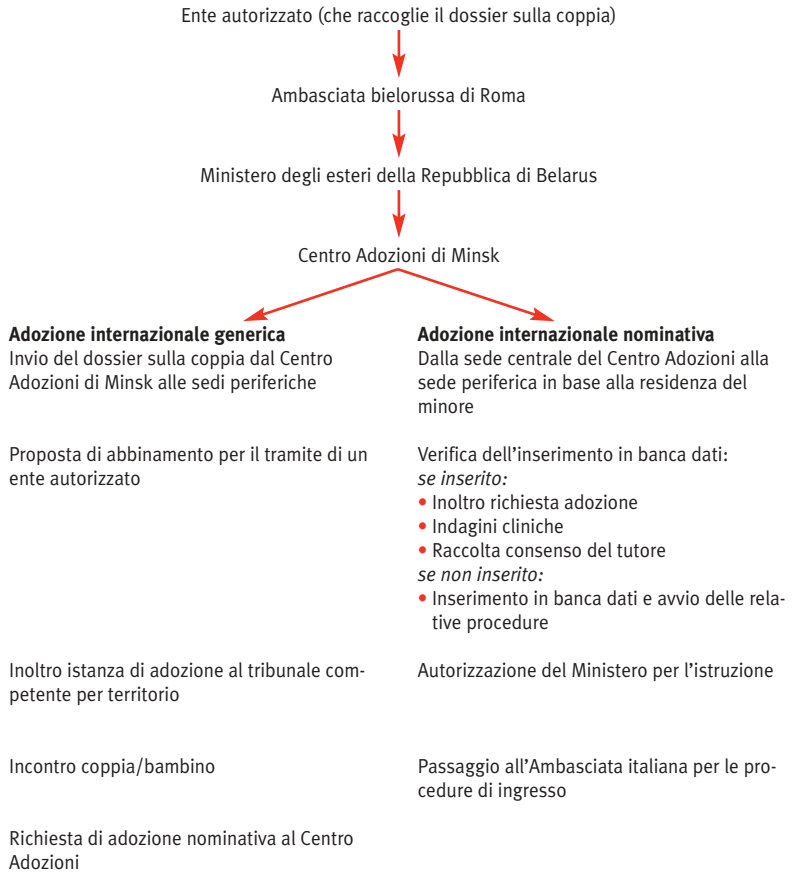 Ente autorizzato (che raccoglie il dossier sulla coppia)
Ambasciata bielorussa di Roma
Ministero degli esteri della Repubblica di Belarus
Centro Adozioni di Minsk
Adozione internazionale generica
Invio del dossier sulla coppia dal Centro
Adozioni di Minsk alle sedi periferiche
Proposta di abbinamento per il tramite di un
ente autorizzato
Inoltro istanza di adozione al tribunale com-
petente per territorio
Incontro coppia/bambino
Richiesta di adozione nominativa al Centro
Adozioni
Adozione internazionale nominativa
Dalla sede centrale del Centro Adozioni alla
sede periferica in base alla residenza del
minore
Verifica dell'inserimento in banca dati:
se inserito:
• Inoltro richiesta adozione
• Indagini cliniche
• Raccolta consenso del tutore
se non inserito:
• Inserimento in banca dati e avvio delle rela-
tive procedure
Autorizzazione del Ministero per l'istruzione
Passaggio all'Ambasciata italiana per le pro-
cedure di ingresso